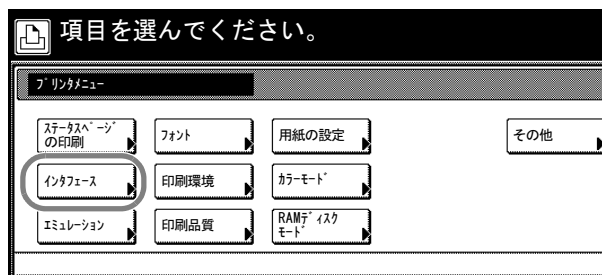 項目を選んでください。
ﾌﾟﾘﾝﾀﾒﾆｭｰ
ｽﾃｰﾀｽﾍﾟｰｼﾞ
の印刷
ﾌｫﾝﾄ
用紙の設定
その他
ｲﾝﾀﾌｪｰｽ
印刷環境
ｶﾗｰﾓｰﾄﾞ
ｴﾐｭﾚｰｼｮﾝ
印刷品質
RAMﾃﾞｨｽｸ
ﾓｰﾄﾞ